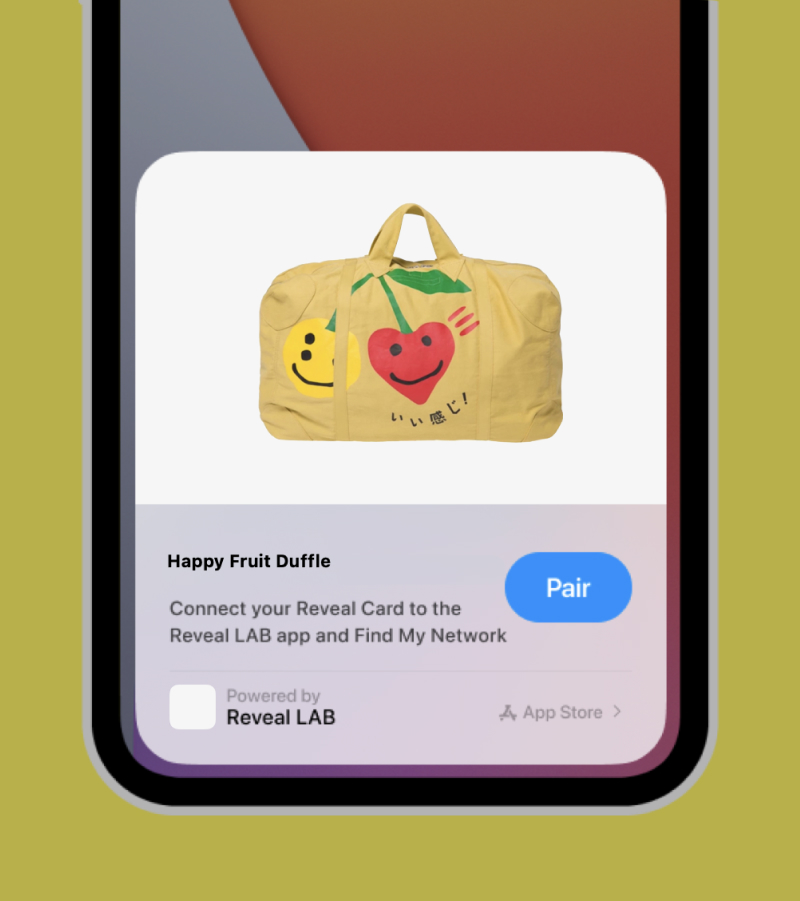 いい感じ!
Happy Fruit Duffle
Pair
Connect your Reveal Card to the
Reveal LAB app and Find My Network
Powered by
Reveal LAB
App Store